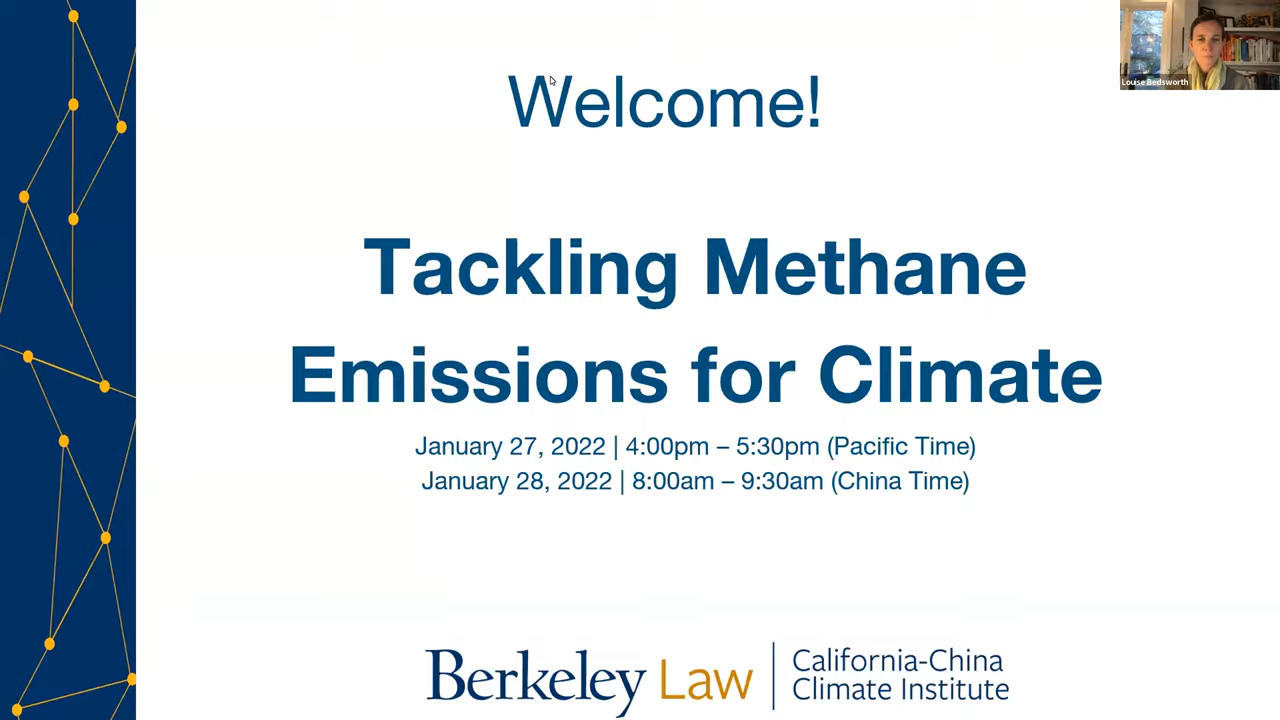 Welcome!
Louise Bedsworth
Tackling Methane
Emissions for Climate
January 27, 2022 | 4:00pm – 5:30pm (Pacific Time)
January 28, 2022 | 8:00am – 9:30am (China Time)
Berkeley Law
California-China
Climate Institute